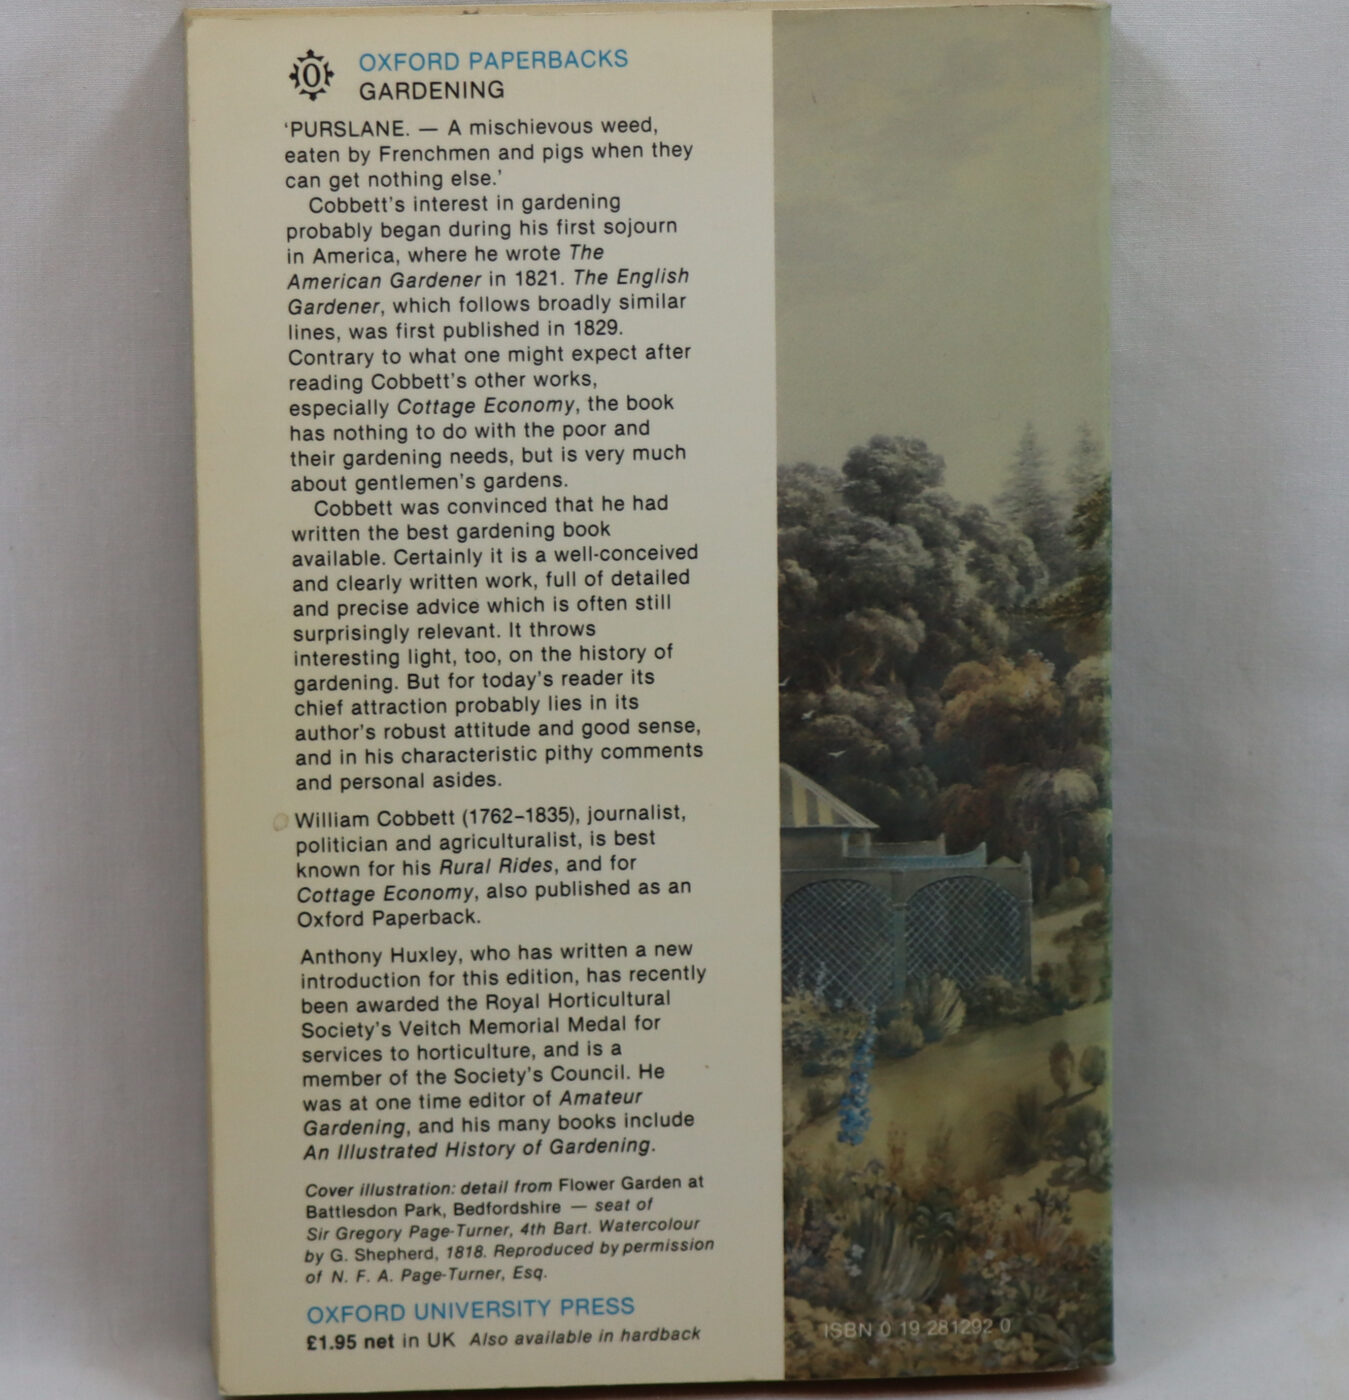 OXFORD PAPERBACKS
GARDENING
‘PURSLANE. — A mischievous weed,
eaten by Frenchmen and pigs when they
can get nothing else.’
Cobbett's interest in gardening
probably began during his first sojourn
in America, where he wrote The
American Gardener in 1821. The English
Gardener, which follows broadly similar
lines, was first published in 1829.
Contrary to what one might expect after
reading Cobbett's other works,
especially Cottage Economy, the book
has nothing to do with the poor and
their gardening needs, but is very much
about gentlemen's gardens.
Cobbett was convinced that he had
written the best gardening book
available. Certainly it is a well-conceived
and clearly written work, full of detailed
and precise advice which is often still
surprisingly relevant. It throws
interesting light, too, on the history of
gardening. But for today's reader its
chief attraction probably lies in its
author's robust attitude and good sense,
and in his characteristic pithy comments
and personal asides.
William Cobbett (1762–1835), journalist,
politician and agriculturalist, is best
known for his Rural Rides, and for
Cottage Economy, also published as an
Oxford Paperback.
Anthony Huxley, who has written a new
introduction for this edition, has recently
been awarded the Royal Horticultural
Society's Veitch Memorial Medal for
services to horticulture, and is a
member of the Society's Council. He
was at one time editor of Amateur
Gardening, and his many books include
An Illustrated History of Gardening.
Cover illustration: detail from Flower Garden at
Battlesdon Park, Bedfordshire — seat of
Sir Gregory Page-Turner, 4th Bart. Watercolour
by G. Shepherd, 1818. Reproduced by permission
of N. F. A. Page-Turner, Esq.
OXFORD UNIVERSITY PRESS
£1.95 net in UK Also available in hardback
ISBN 0 19 281292 0